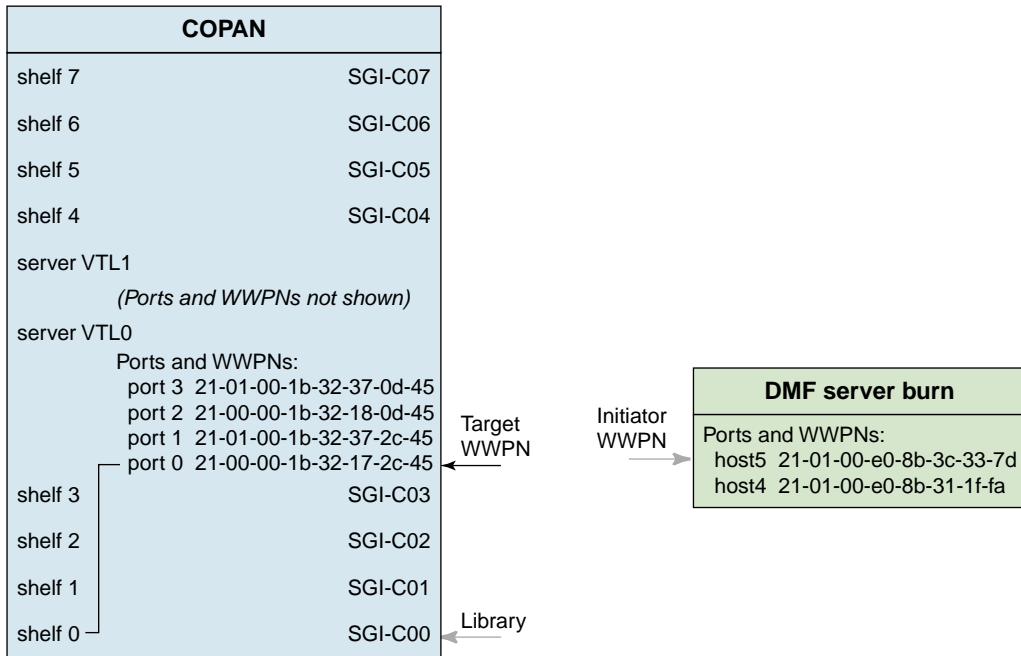 COPAN
shelf 7 SGI-C07
shelf 6 SGI-C06
shelf 5 SGI-C05
shelf 4 SGI-C04
server VTL1
(Ports and WWPNs not shown)
server VTL0
Ports and WWPNs:
port 3 21-01-00-1b-32-37-0d-45
port 2 21-00-00-1b-32-18-0d-45
port 1 21-01-00-1b-32-37-2c-45
port 0 21-00-00-1b-32-17-2c-45
shelf 3 SGI-C03
shelf 2 SGI-C02
shelf 1 SGI-C01
shelf 0 SGI-C00
Target
WWPN
Library
Initiator
WWPN
DMF server burn
Ports and WWPNs:
host5 21-01-00-e0-8b-3c-33-7d
host4 21-01-00-e0-8b-31-1f-fa